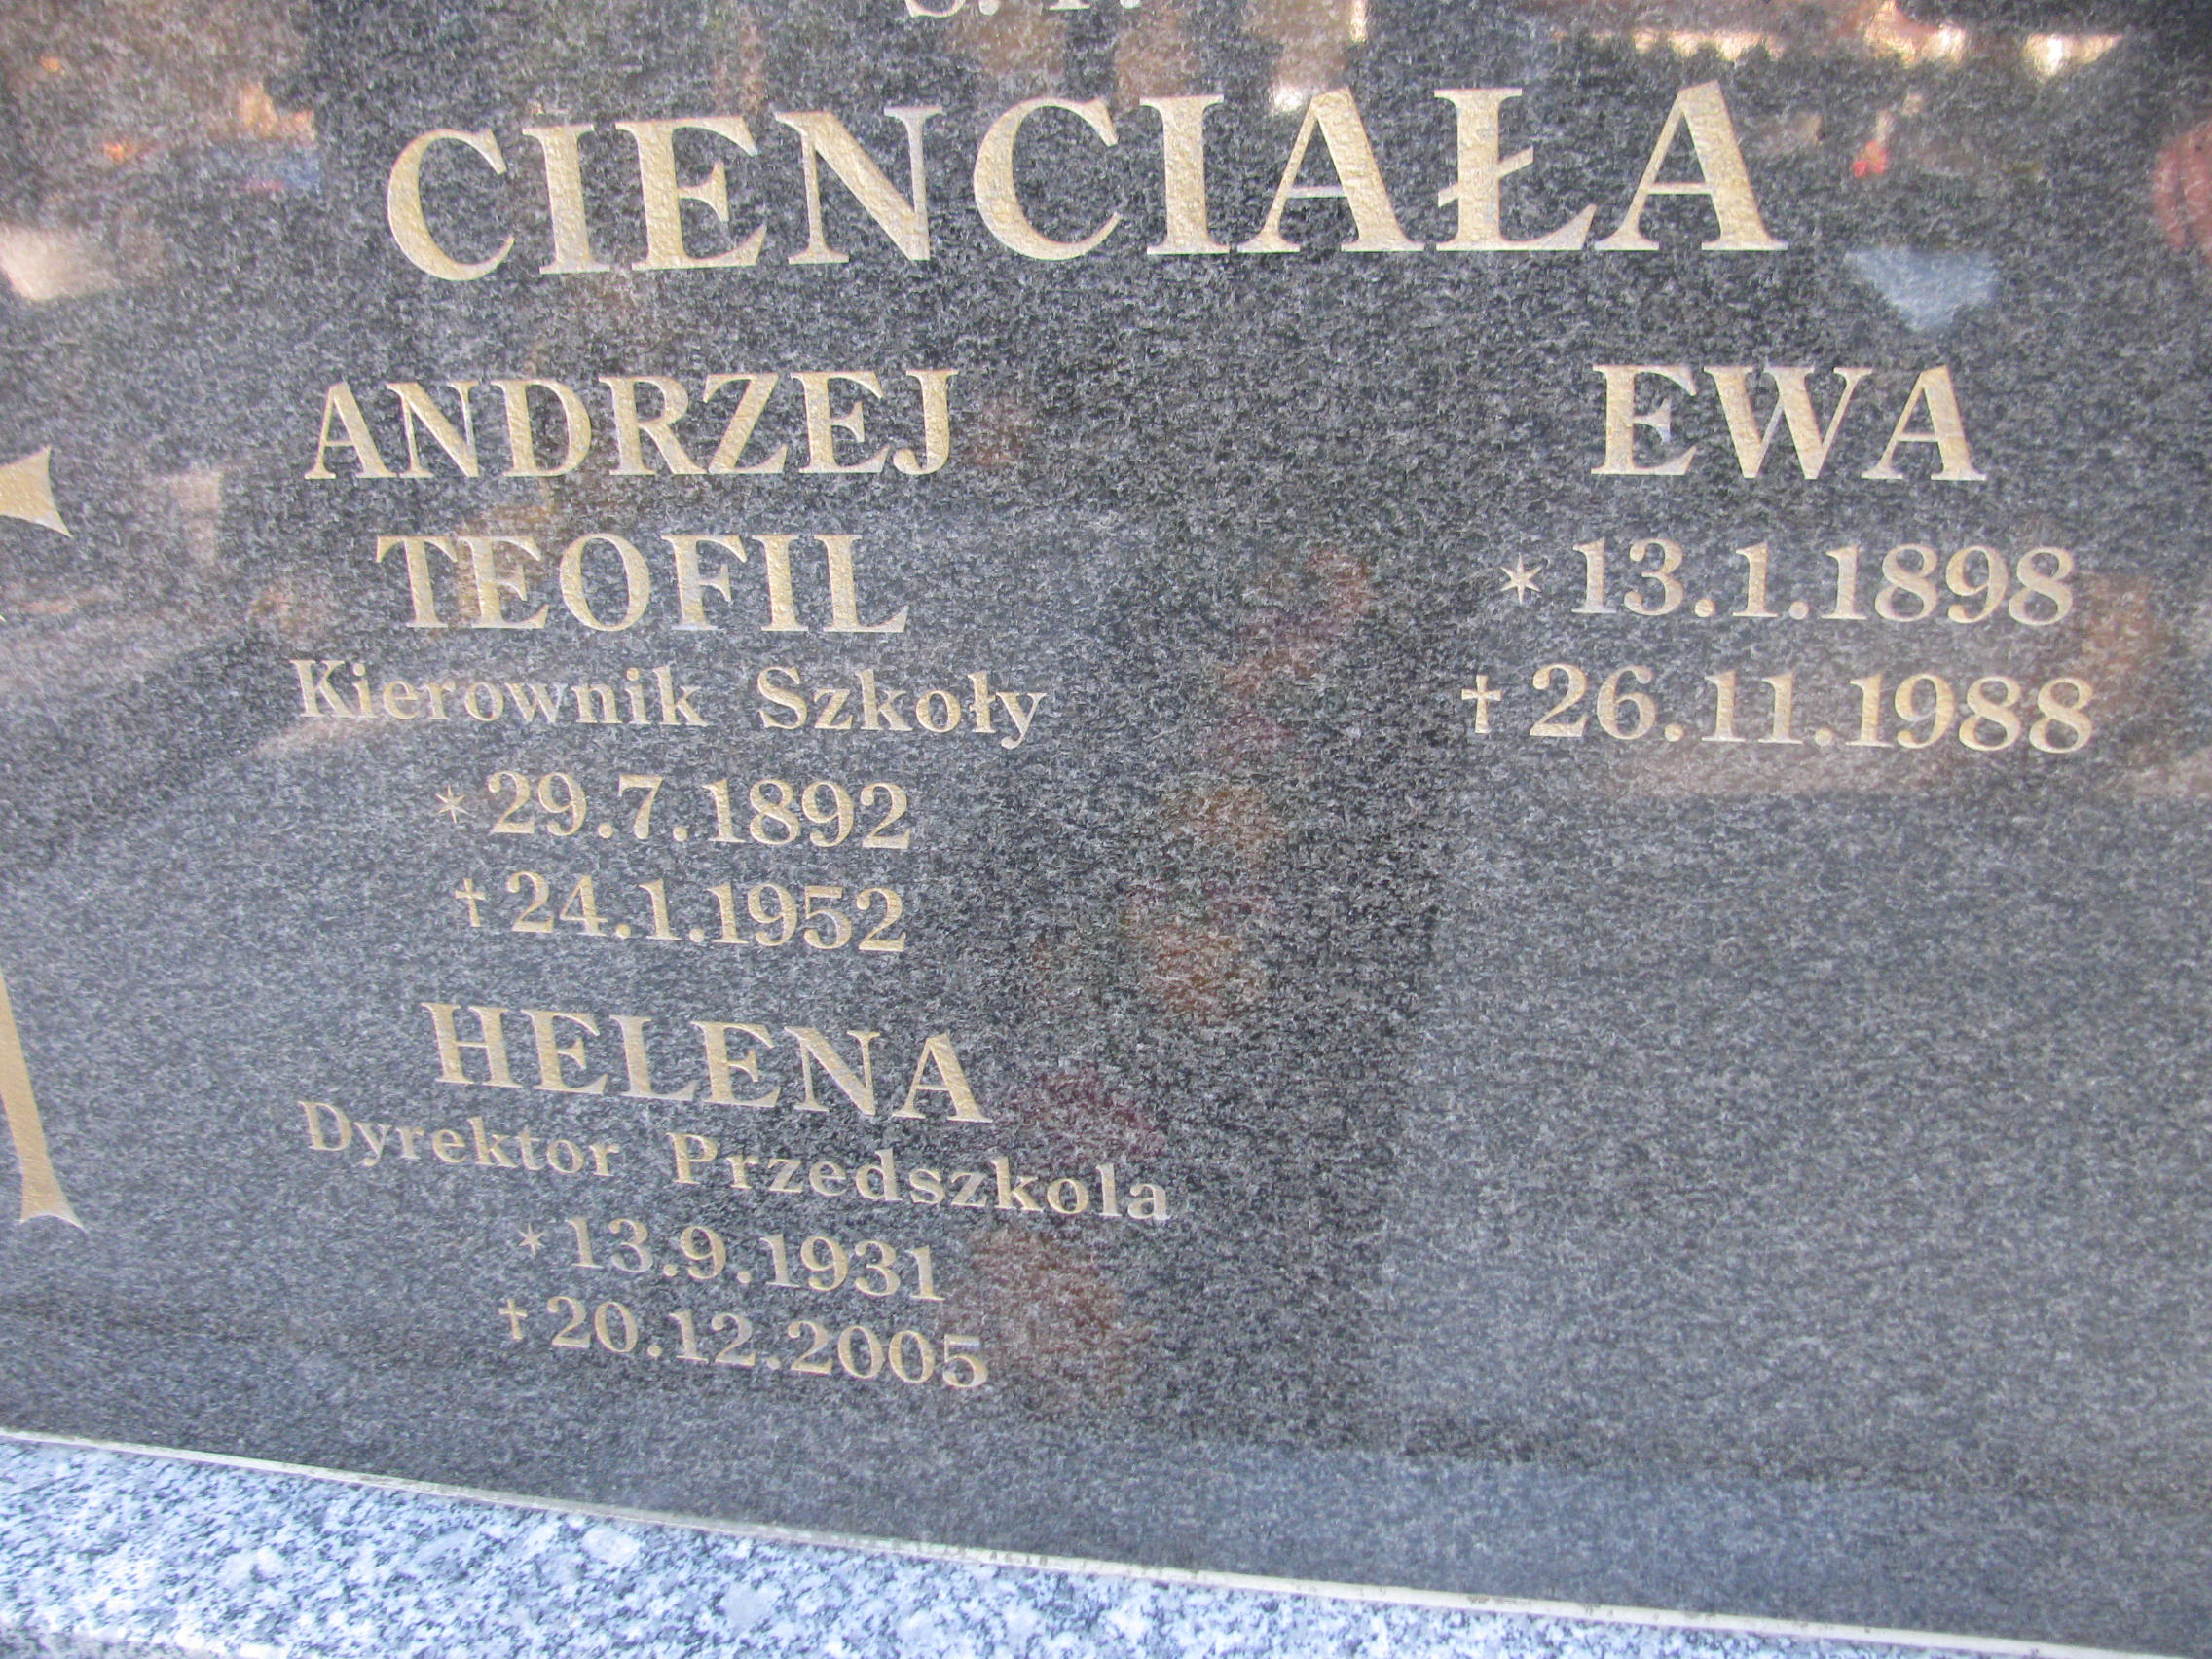 Ś. P.
CIENCIAŁA
ANDRZEJ
TEOFIL
Kierownik Szkoły
* 29.7.1892
† 24.1.1952
EWA
* 13.1.1898
† 26.11.1988
HELENA
Dyrektor Przedszkola
* 13.9.1931
† 20.12.2005